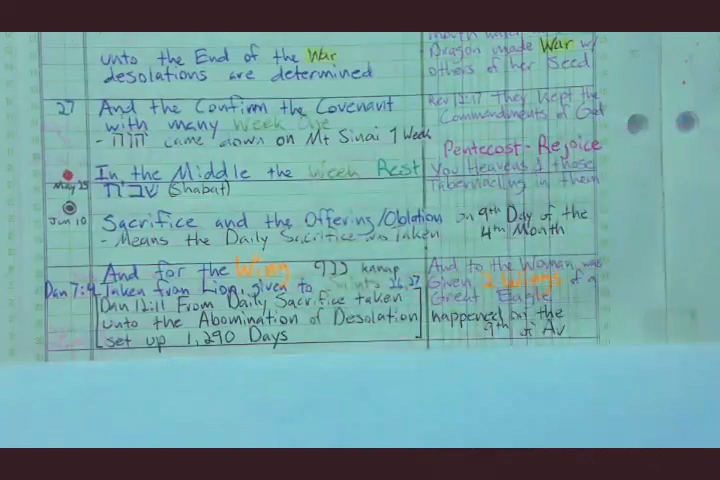 unto the End of the War
desolations are determined
Dragon made War w/
others of her Seed
27 And the Confirm the Covenant
with many Week One
- יהוה came down on Mt Sinai 1 Week
Rev 12:17 They kept the
Commandments of God
May 25 In the Middle the Week Rest
שבת (Shabat)
Pentecost - Rejoice
You Heavens & those
Tabernacling in them
Jun 10 Sacrifice and the Offering/Oblation on 9th Day of the
- Means the Daily Sacrifice was taken 4th Month
And for the Wing כנף kanap
Dan 7:4 Taken from Lion, given to Saints 26,27
[Dan 12:11 From Daily Sacrifice taken
unto the Abomination of Desolation
set up 1,290 Days]
And to the Woman was
Given 2 Wings of a
Great Eagle
happened on the
9th of Av